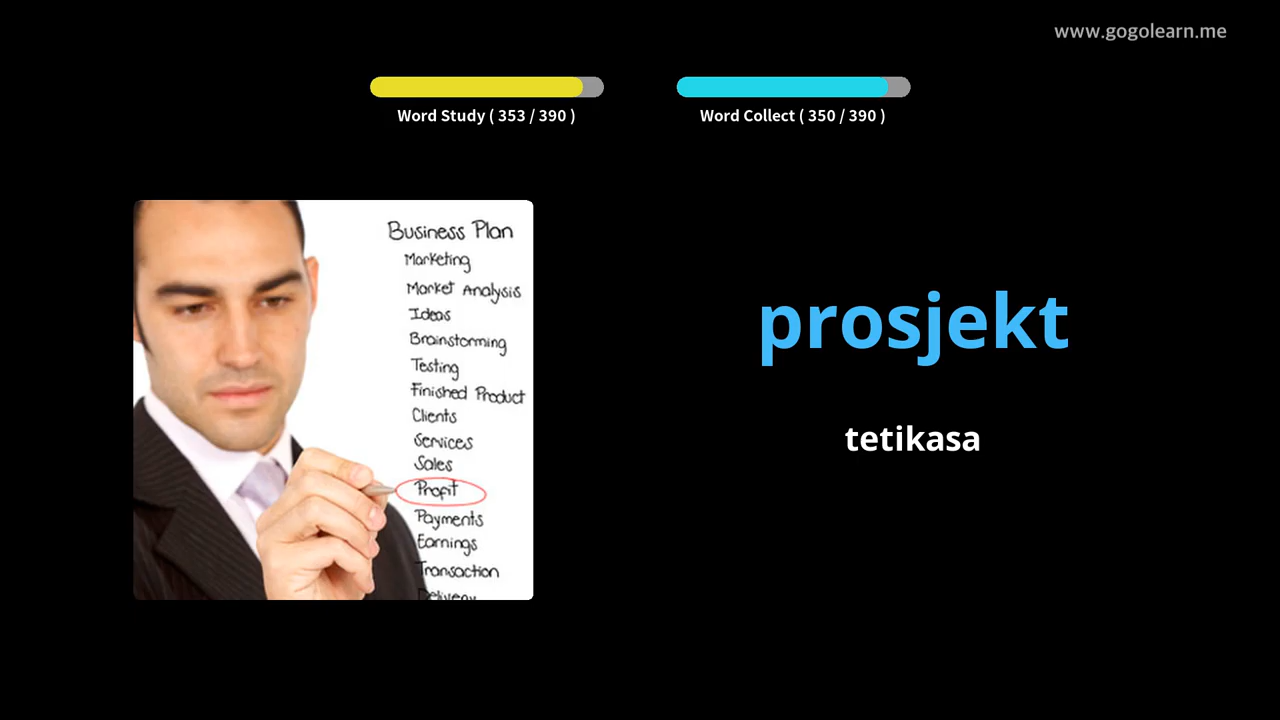 www.gogolearn.me
Word Study ( 353 / 390 )
Word Collect ( 350 / 390 )
Business Plan
Marketing
Market Analysis
Ideas
Brainstorming
Testing
Finished Product
Clients
Services
Sales
Profit
Payments
Earnings
Transaction
Delivery
prosjekt
tetikasa